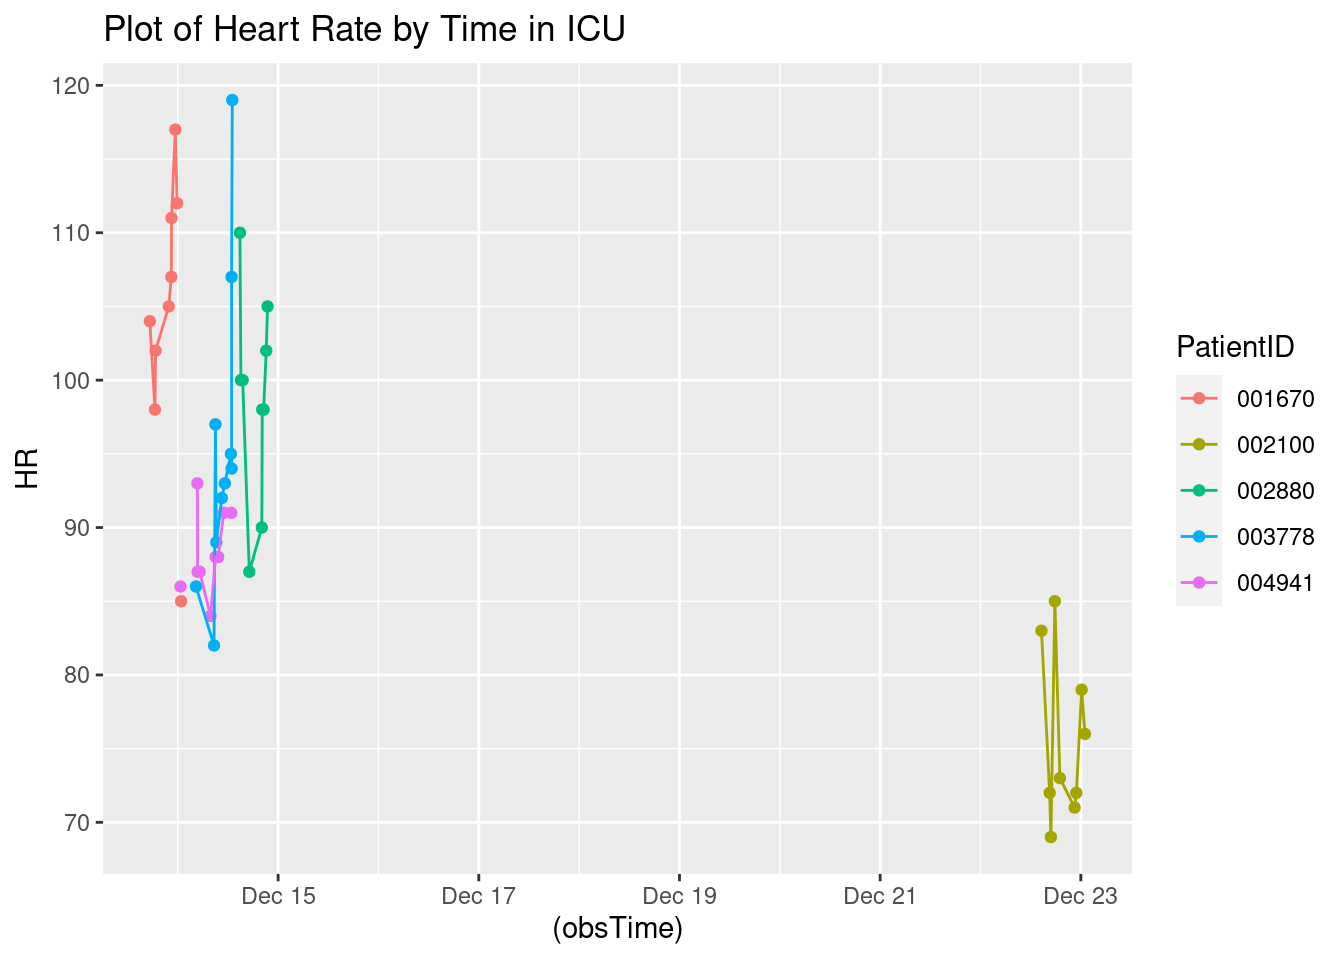 Plot of Heart Rate by Time in ICU
120
110
100
90
80
70
HR
Dec 15
Dec 17
Dec 19
Dec 21
Dec 23
(obsTime)
PatientID
001670
002100
002880
003778
004941